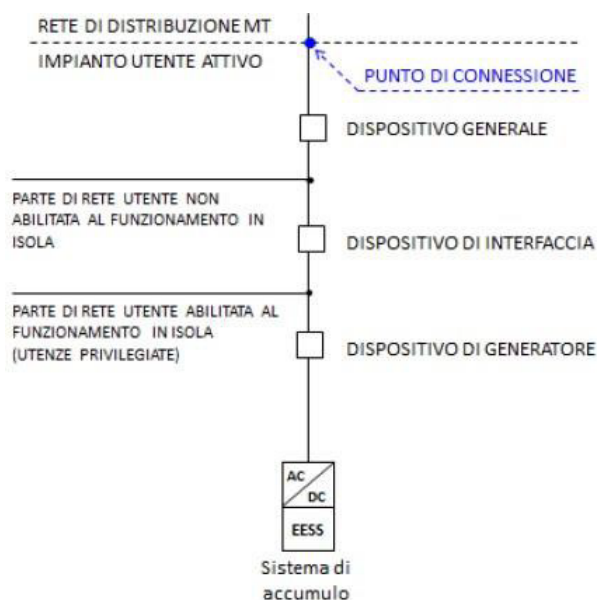 RETE DI DISTRIBUZIONE MT
IMPIANTO UTENTE ATTIVO
PUNTO DI CONNESSIONE
DISPOSITIVO GENERALE
PARTE DI RETE UTENTE NON
ABILITATA AL FUNZIONAMENTO IN
ISOLA
DISPOSITIVO DI INTERFACCIA
PARTE DI RETE UTENTE ABILITATA AL
FUNZIONAMENTO IN ISOLA
(UTENZE PRIVILEGIATE)
DISPOSITIVO DI GENERATORE
AC
DC
EESS
Sistema di
accumulo